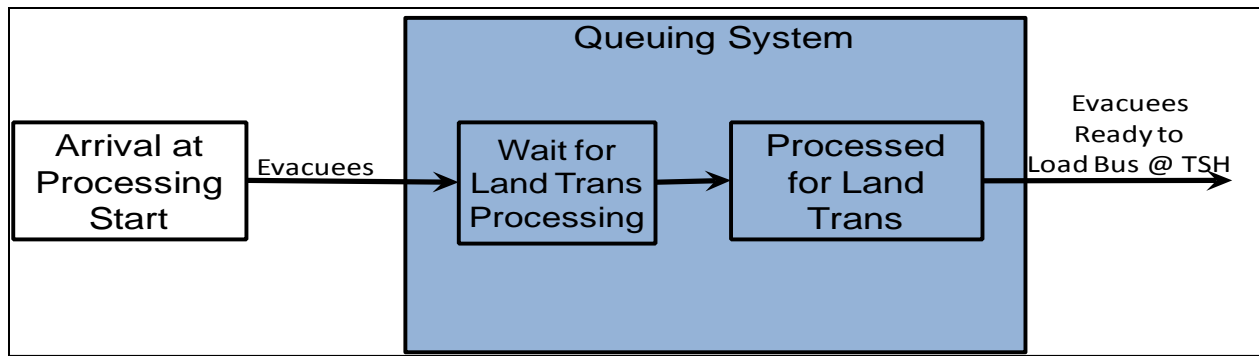 Queuing System
Arrival at
Processing
Start
Evacuees
Wait for
Land Trans
Processing
Processed
for Land
Trans
Evacuees
Ready to
Load Bus @ TSH